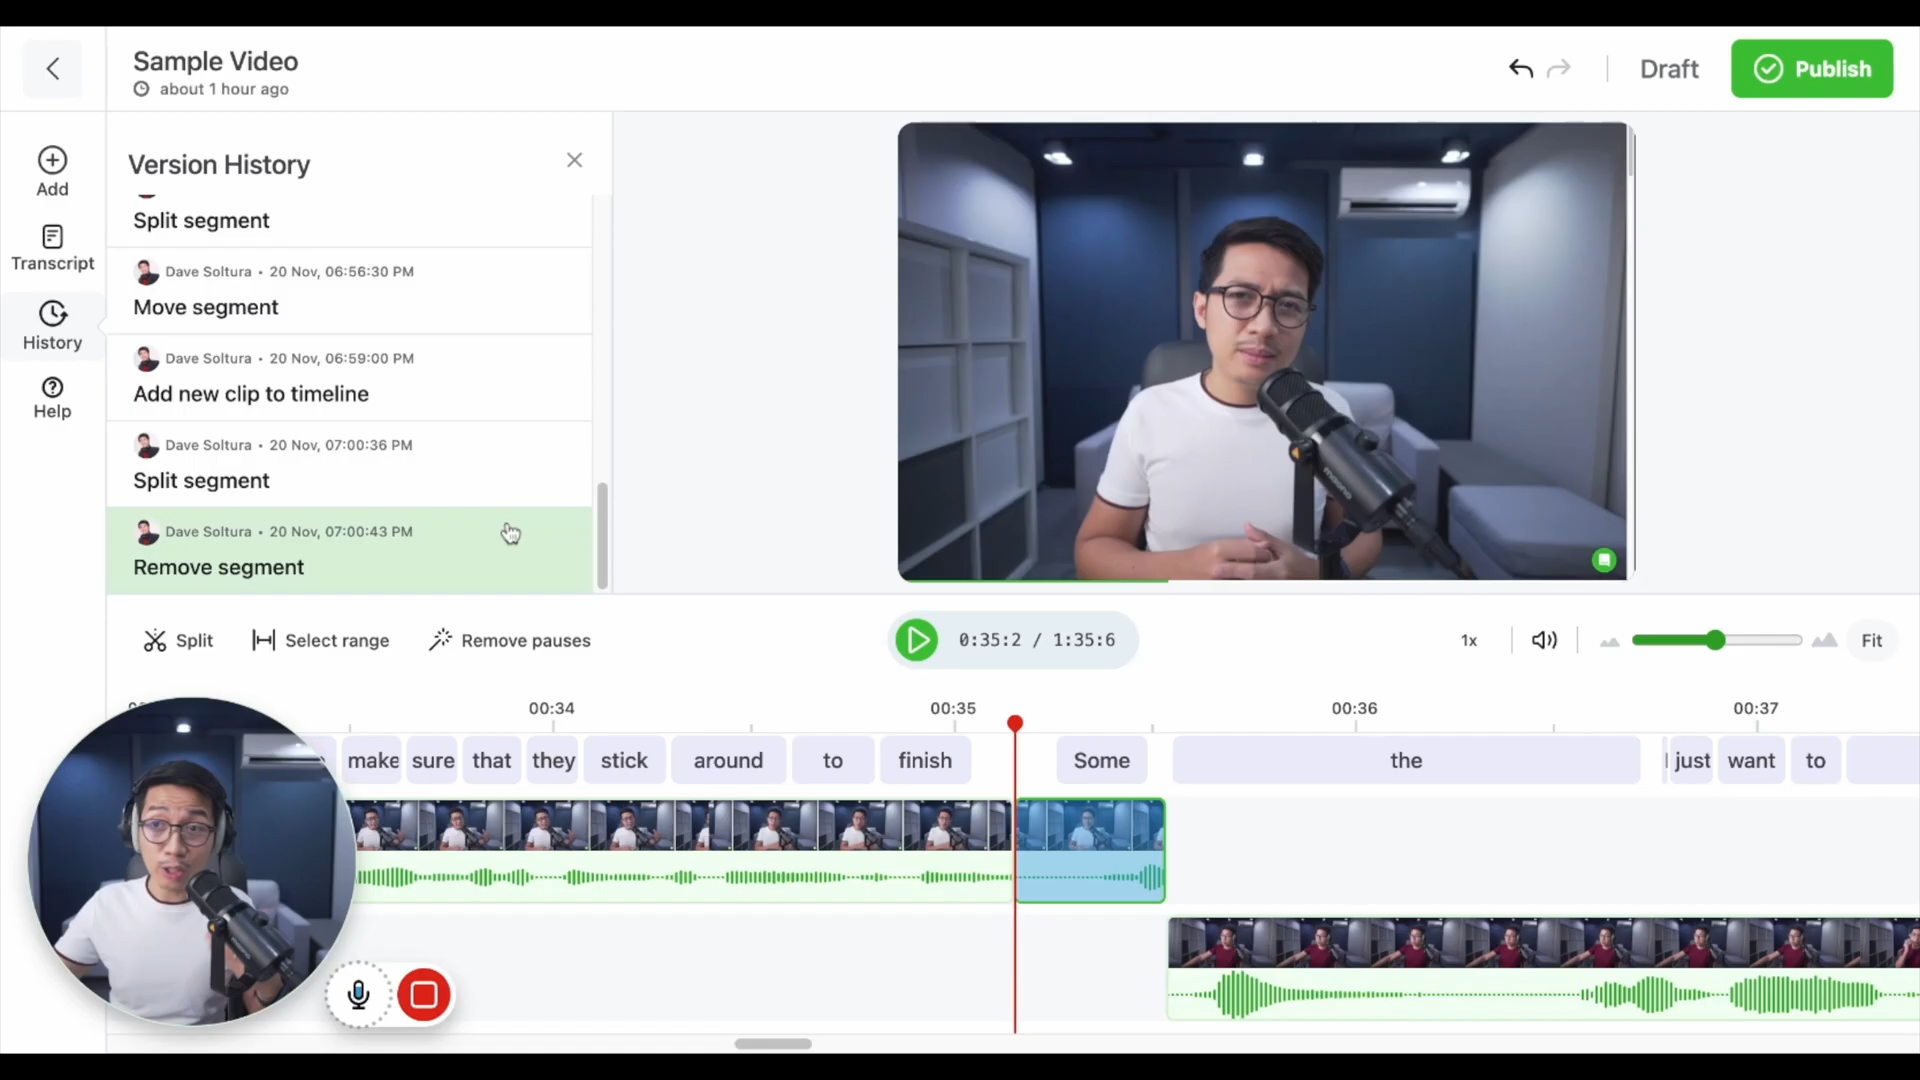 Sample Video
about 1 hour ago
Draft
Publish
Add
Transcript
History
Help
Version History
Split segment
Dave Soltura • 20 Nov, 06:56:30 PM
Move segment
Dave Soltura • 20 Nov, 06:59:00 PM
Add new clip to timeline
Dave Soltura • 20 Nov, 07:00:36 PM
Split segment
Dave Soltura • 20 Nov, 07:00:43 PM
Remove segment
maono
Split
Select range
Remove pauses
0:35:2 / 1:35:6
1x
Fit
00:34
00:35
00:36
00:37
make sure that they stick around to finish Some the just want to